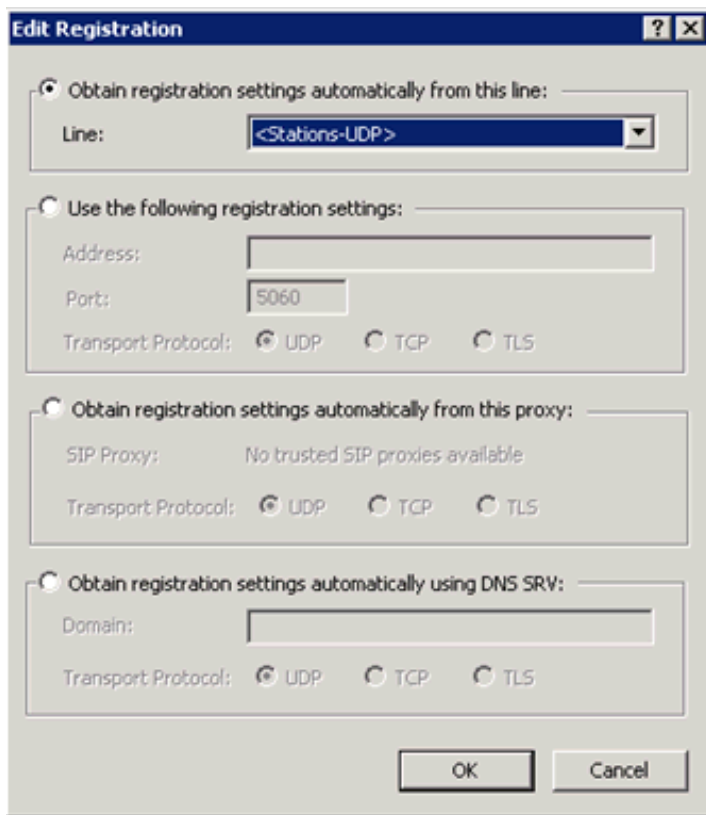 Edit Registration
Obtain registration settings automatically from this line:
Line: <Stations-UDP>
Use the following registration settings:
Address:
Port: 5060
Transport Protocol: UDP TCP TLS
Obtain registration settings automatically from this proxy:
SIP Proxy: No trusted SIP proxies available
Transport Protocol: UDP TCP TLS
Obtain registration settings automatically using DNS SRV:
Domain:
Transport Protocol: UDP TCP TLS
OK Cancel